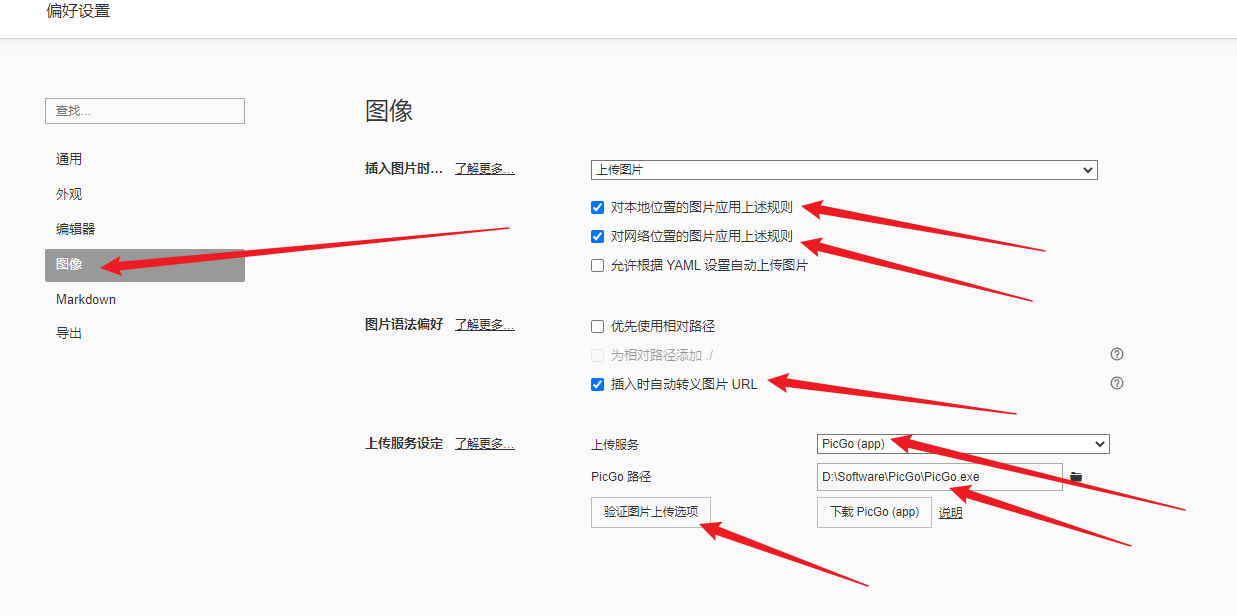 偏好设置
查找...
通用
外观
编辑器
图像
Markdown
导出
图像
插入图片时... 了解更多... 上传图片
对本地位置的图片应用上述规则
对网络位置的图片应用上述规则
允许根据 YAML 设置自动上传图片
图片语法偏好 了解更多... 优先使用相对路径
为相对路径添加 ./
插入时自动转义图片 URL
上传服务设定 了解更多... 上传服务 PicGo (app)
PicGo 路径 D:\Software\PicGo\PicGo.exe
验证图片上传选项 下载 PicGo (app) 说明